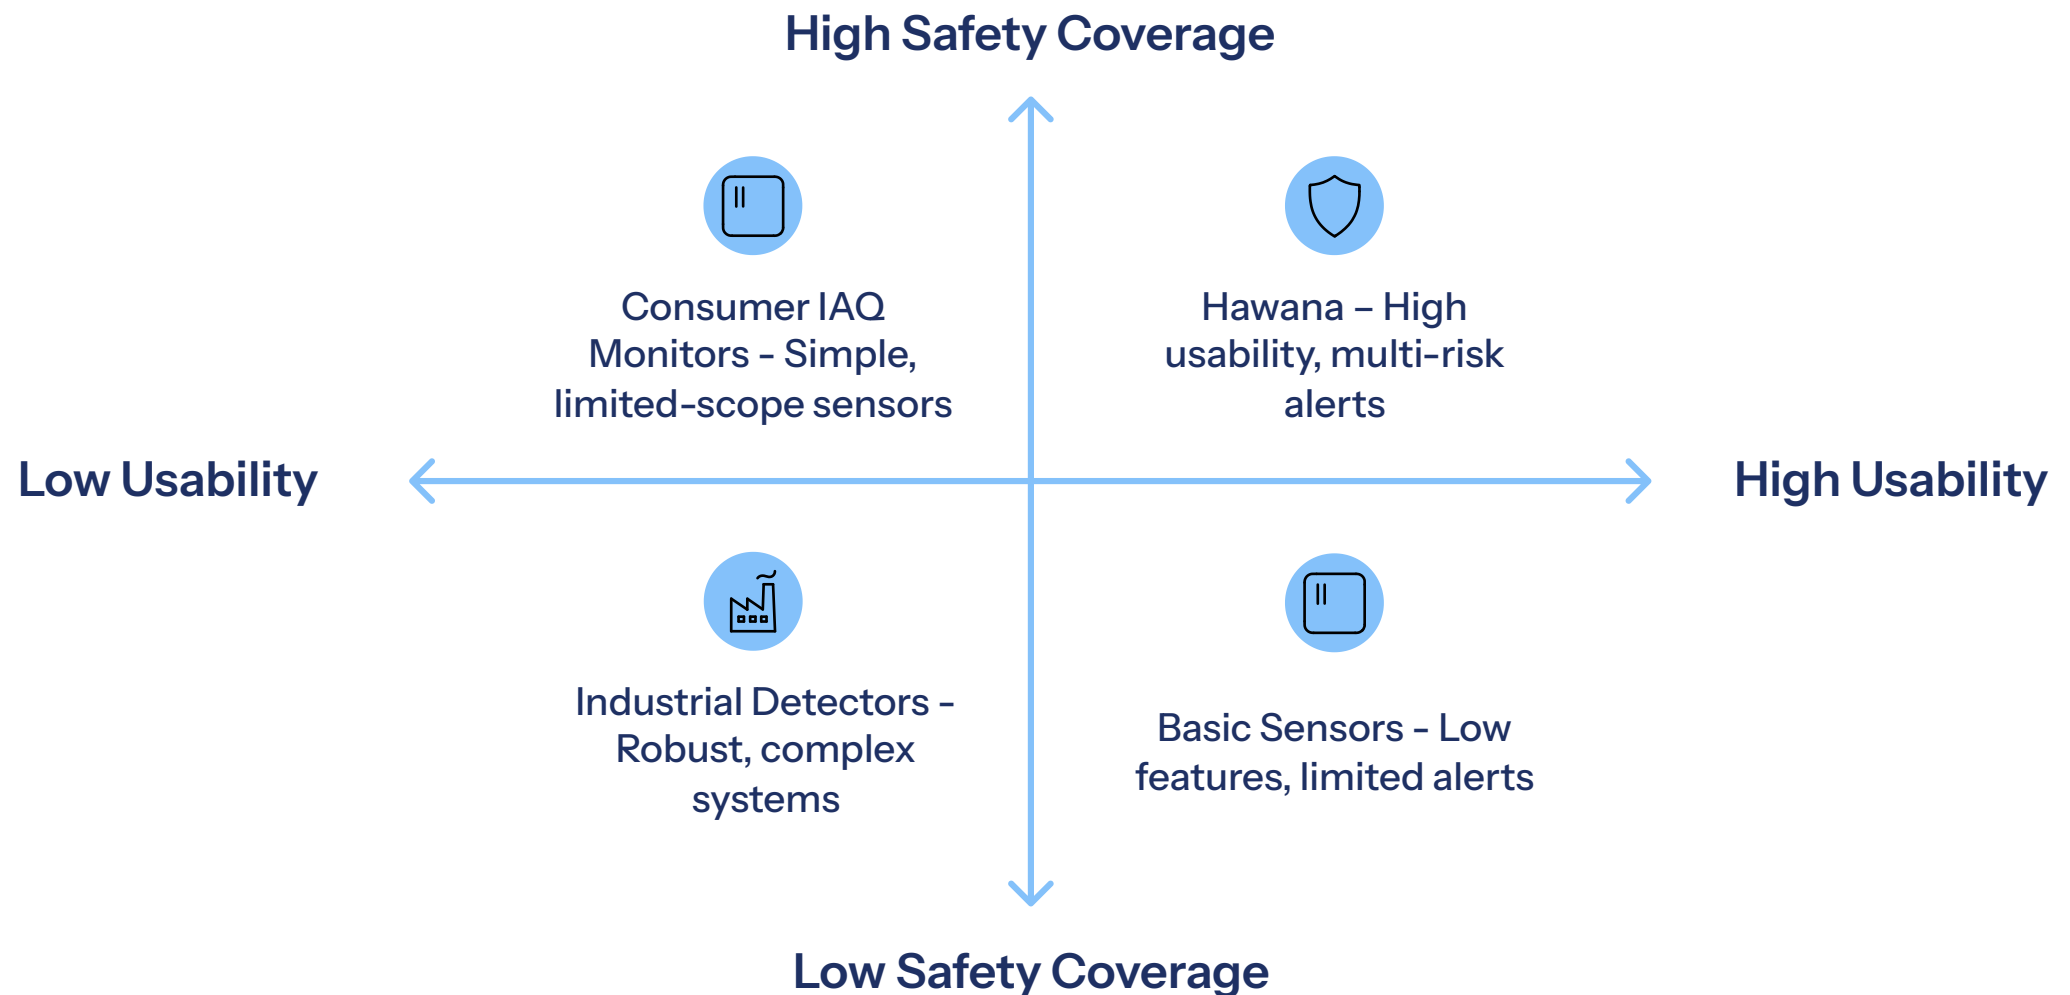 High Safety Coverage
Consumer IAQ
Monitors - Simple,
limited-scope sensors
Hawana – High
usability, multi-risk
alerts
Low Usability
High Usability
Industrial Detectors -
Robust, complex
systems
Basic Sensors - Low
features, limited alerts
Low Safety Coverage